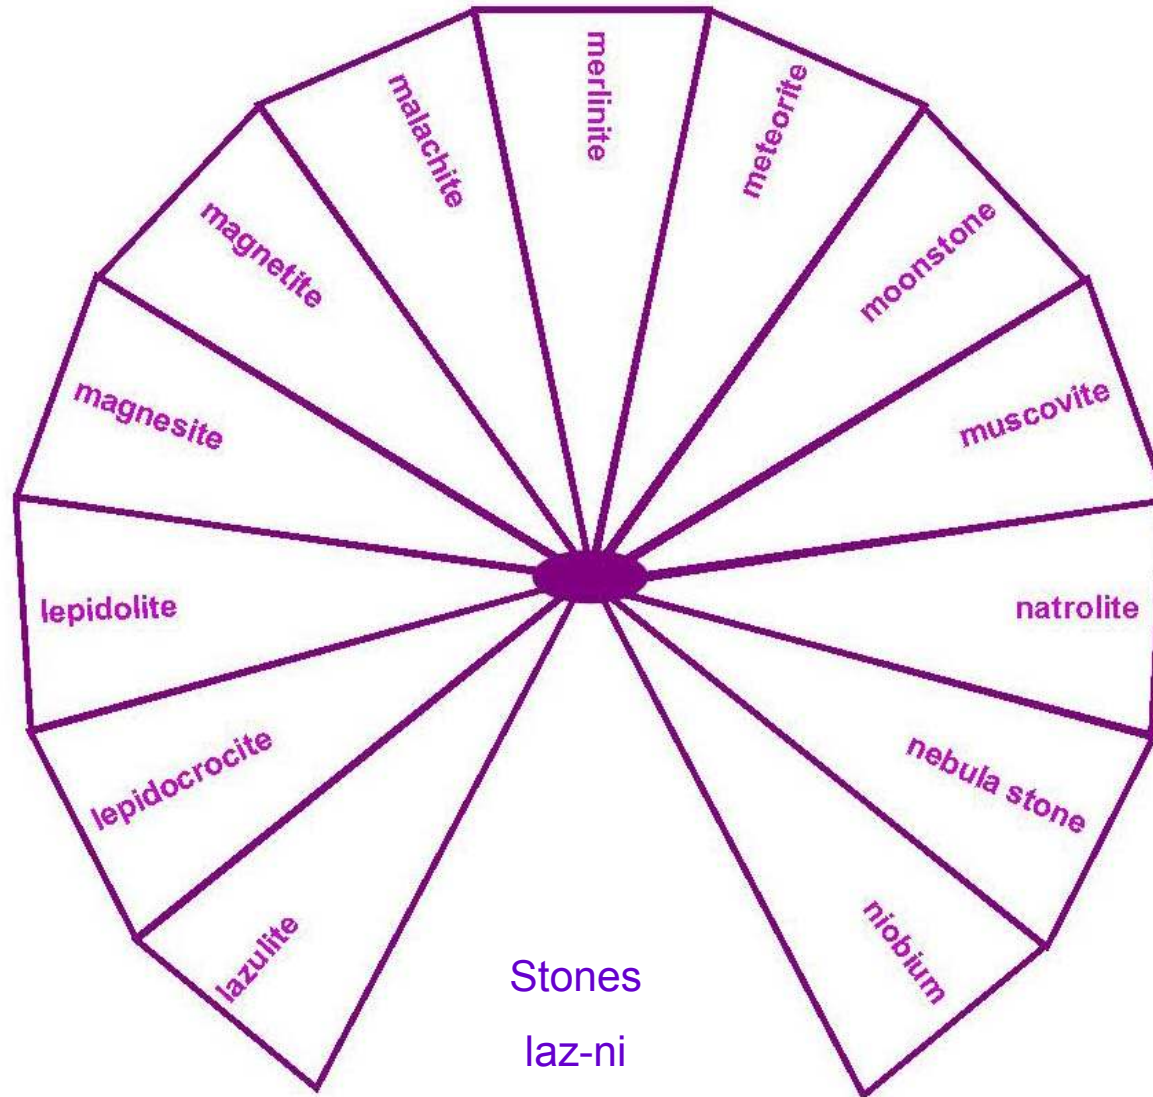 lazulite
lepidocrocite
lepidolite
magnesite
magnetite
malachite
merlinite
meteorite
moonstone
muscovite
natrolite
nebula stone
niobium
Stones
laz-ni